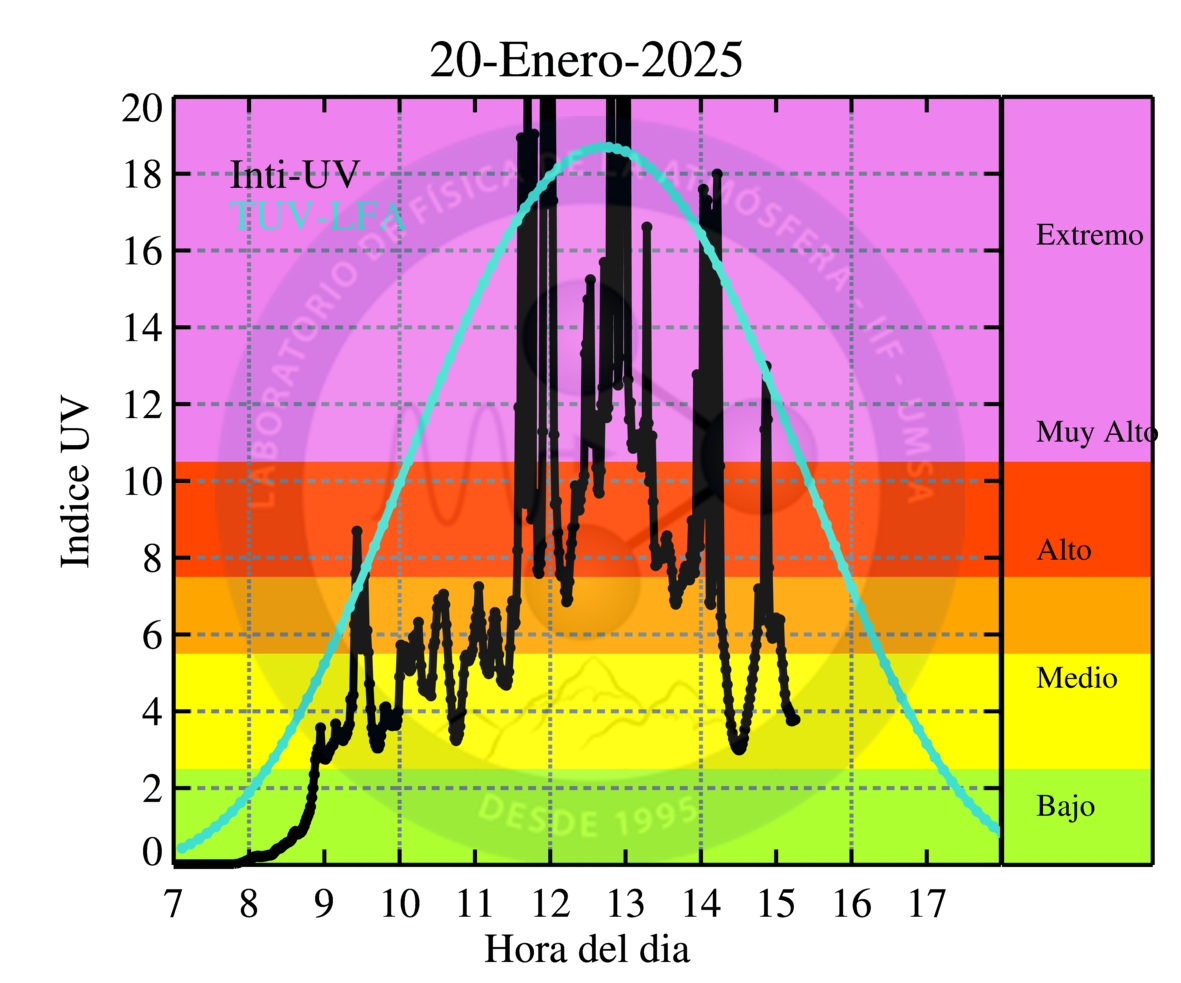 20-Enero-2025
Inti-UV
TUV-LFA
Indice UV
20
18
16
14
12
10
8
6
4
2
0
7 8 9 10 11 12 13 14 15 16 17
Hora del dia
Extremo
Muy Alto
Alto
Medio
Bajo
LABORATORIO DE FÍSICA DE LA ATMÓSFERA - IIF - UMSA
DESDE 1995